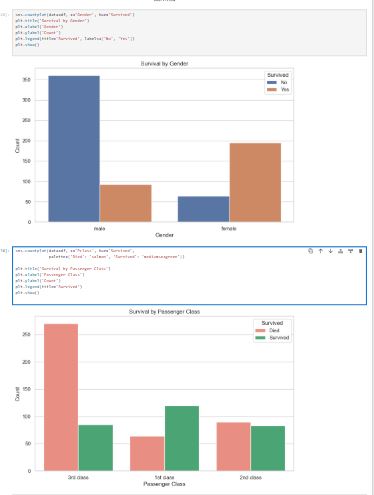 sns.countplot(data=df, x="Gender", hue="Survived")
plt.title("Survival by Gender")
plt.xlabel("Gender")
plt.ylabel("Count")
plt.legend(title="Survived", labels=["No", "Yes"])
plt.show()
Survival by Gender
Survived
No
Yes
350
300
250
200
150
100
50
0
Count
male
female
Gender
sns.countplot(data=df, x="Pclass", hue="Survived",
palette={"Died": "salmon", "Survived": "mediumseagreen"})
plt.title("Survival by Passenger Class")
plt.xlabel("Passenger Class")
plt.ylabel("Count")
plt.legend(title="Survived")
plt.show()
Survival by Passenger Class
Survived
Died
Survived
250
200
150
100
50
0
Count
3rd class
1st class
2nd class
Passenger Class